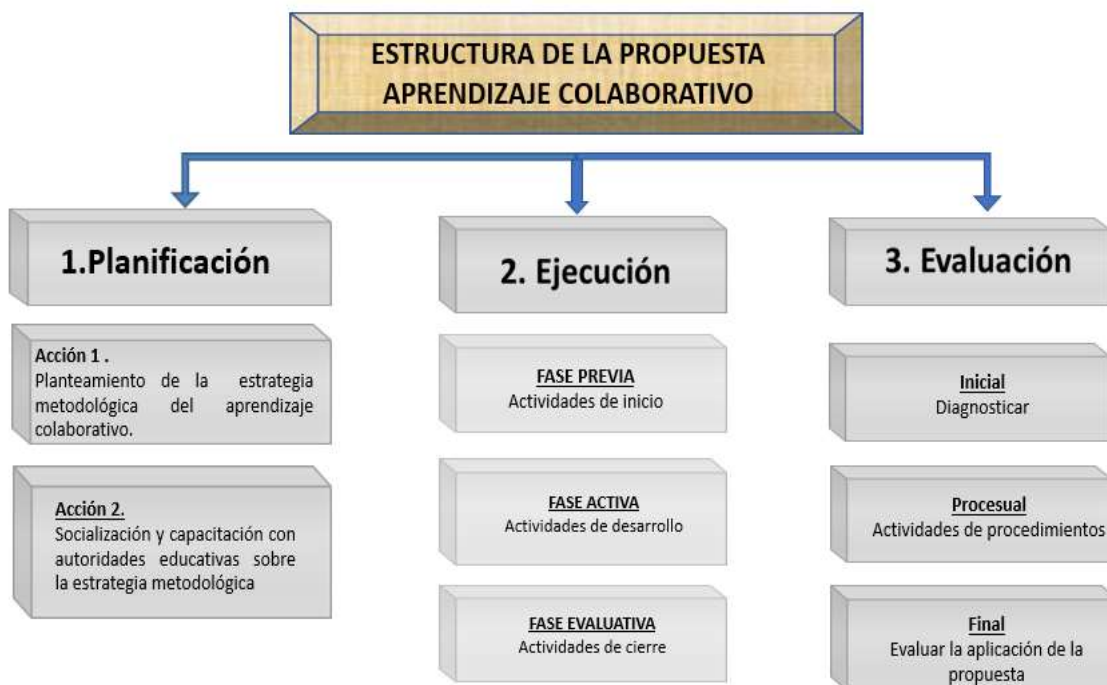 ESTRUCTURA DE LA PROPUESTA
APRENDIZAJE COLABORATIVO
1.Planificación
Acción 1 .
Planteamiento de la estrategia
metodológica del aprendizaje
colaborativo.
Acción 2.
Socialización y capacitación con
autoridades educativas sobre
la estrategia metodológica
2. Ejecución
FASE PREVIA
Actividades de inicio
FASE ACTIVA
Actividades de desarrollo
FASE EVALUATIVA
Actividades de cierre
3. Evaluación
Inicial
Diagnosticar
Procesual
Actividades de procedimientos
Final
Evaluar la aplicación de la
propuesta